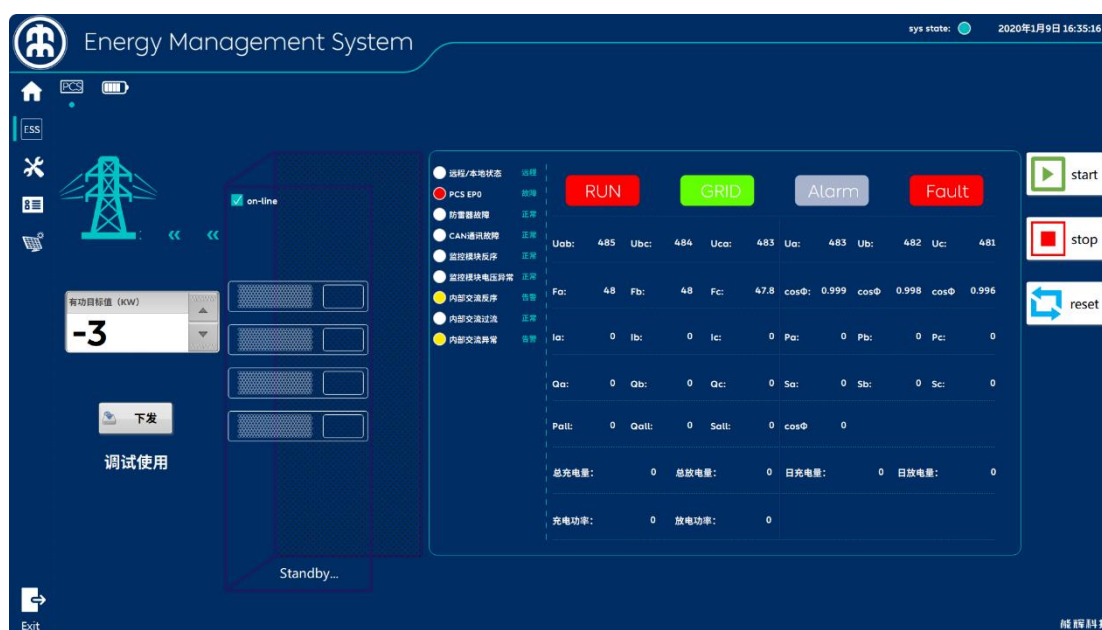 Energy Management System
sys state:
2020年1月9日 16:35:16
PCS
ESS
on-line
有功目标值（KW）
-3
下发
调试使用
Standby...
Exit
远程/本地状态 远程
PCS EPO 故障
防雷器故障 正常
CAN通讯故障 正常
监控模块反序 正常
监控模块电压异常 正常
内部交流反序 告警
内部交流过流 正常
内部交流异常 告警
RUN GRID Alarm Fault
Uab: 485 Ubc: 484 Uca: 483 Ua: 483 Ub: 482 Uc: 481
Fa: 48 Fb: 48 Fc: 47.8 cosΦ: 0.999 cosΦ 0.998 cosΦ 0.996
Ia: 0 Ib: 0 Ic: 0 Pa: 0 Pb: 0 Pc: 0
Qa: 0 Qb: 0 Qc: 0 Sa: 0 Sb: 0 Sc: 0
Pall: 0 Qall: 0 Sall: 0 cosΦ 0
总充电量: 0 总放电量: 0 日充电量: 0 日放电量: 0
充电功率: 0 放电功率: 0
start
stop
reset
能辉科